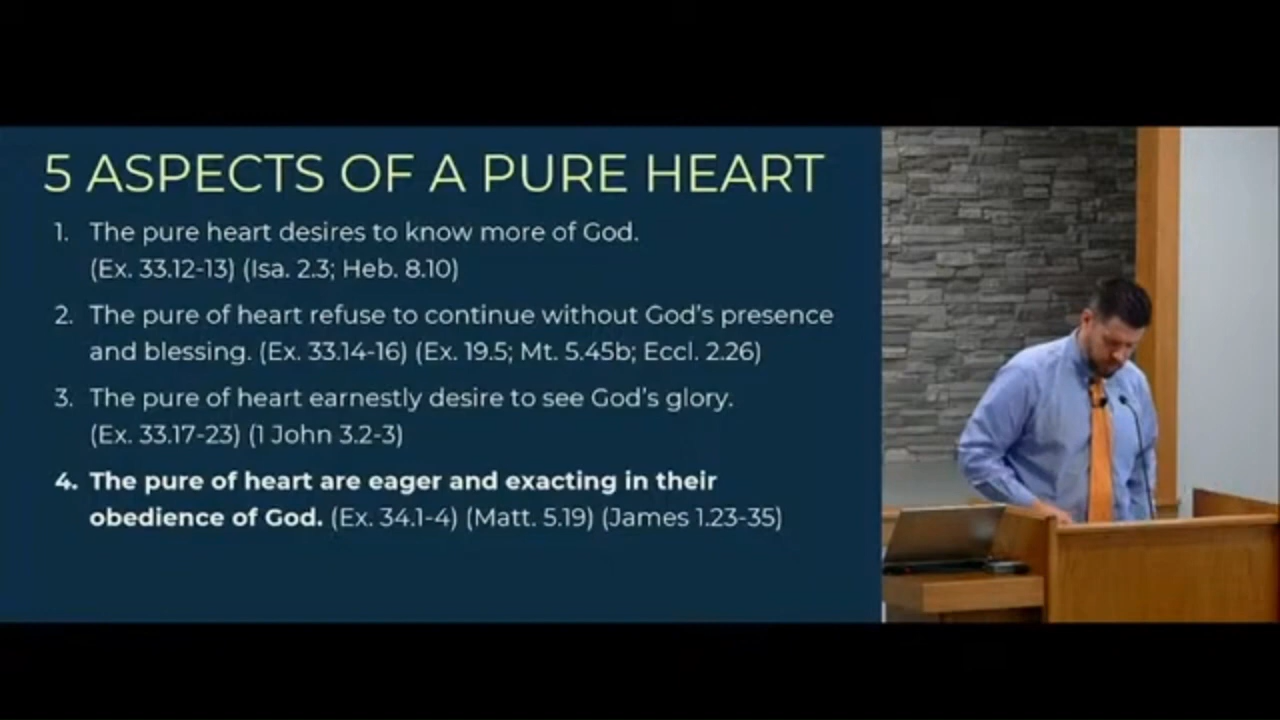 5 ASPECTS OF A PURE HEART
1. The pure heart desires to know more of God.
(Ex. 33.12-13) (Isa. 2.3; Heb. 8.10)
2. The pure of heart refuse to continue without God's presence
and blessing. (Ex. 33.14-16) (Ex. 19.5; Mt. 5.45b; Eccl. 2.26)
3. The pure of heart earnestly desire to see God's glory.
(Ex. 33.17-23) (1 John 3.2-3)
4. The pure of heart are eager and exacting in their
obedience of God. (Ex. 34.1-4) (Matt. 5.19) (James 1.23-35)